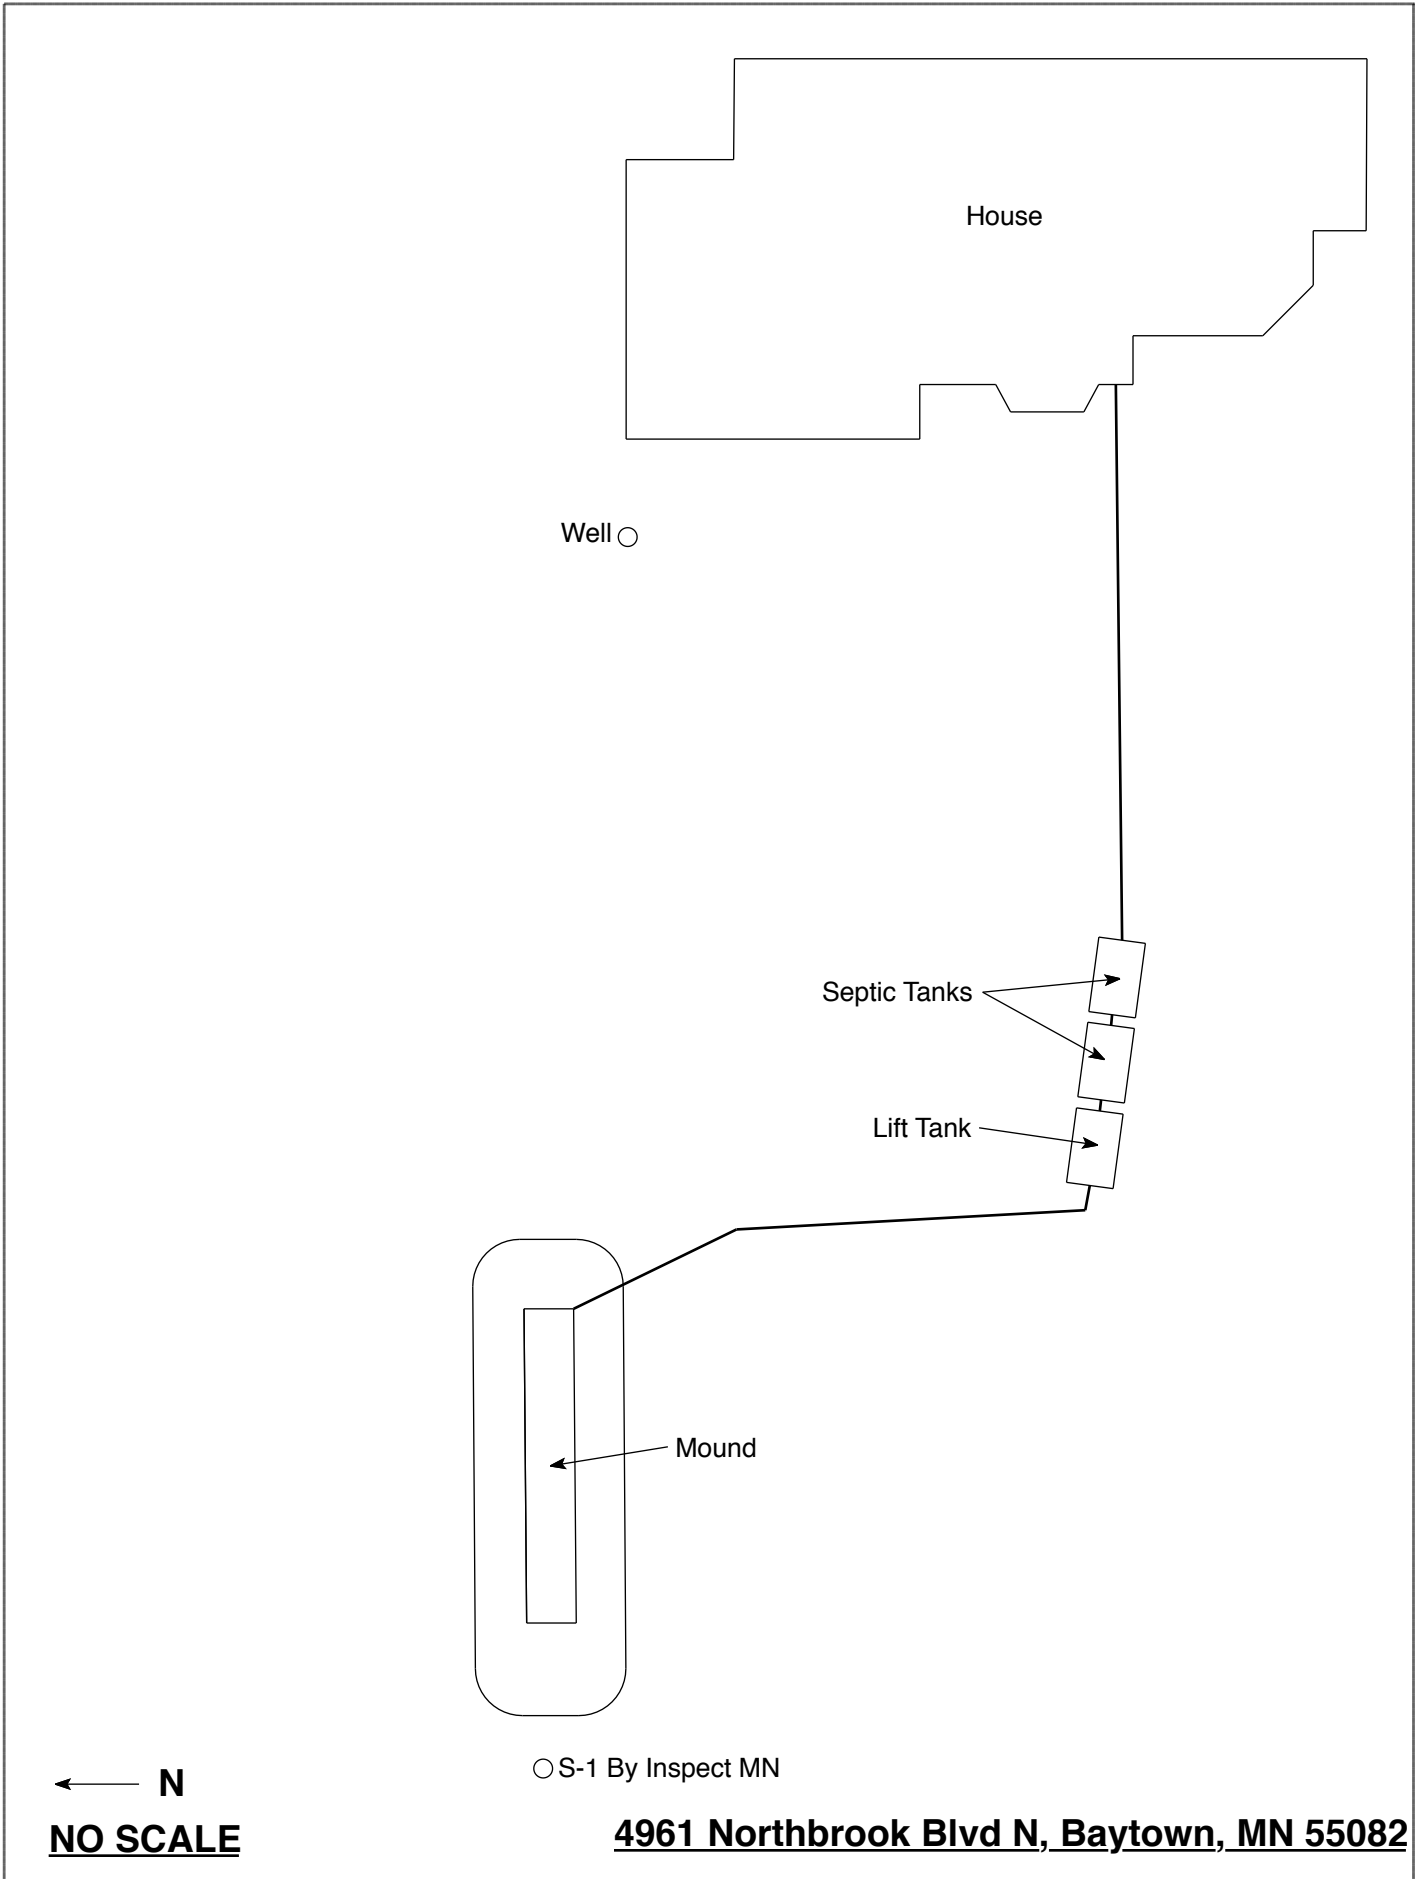 House
Well
Septic Tanks
Lift Tank
Mound
S-1 By Inspect MN
N
NO SCALE
4961 Northbrook Blvd N, Baytown, MN 55082